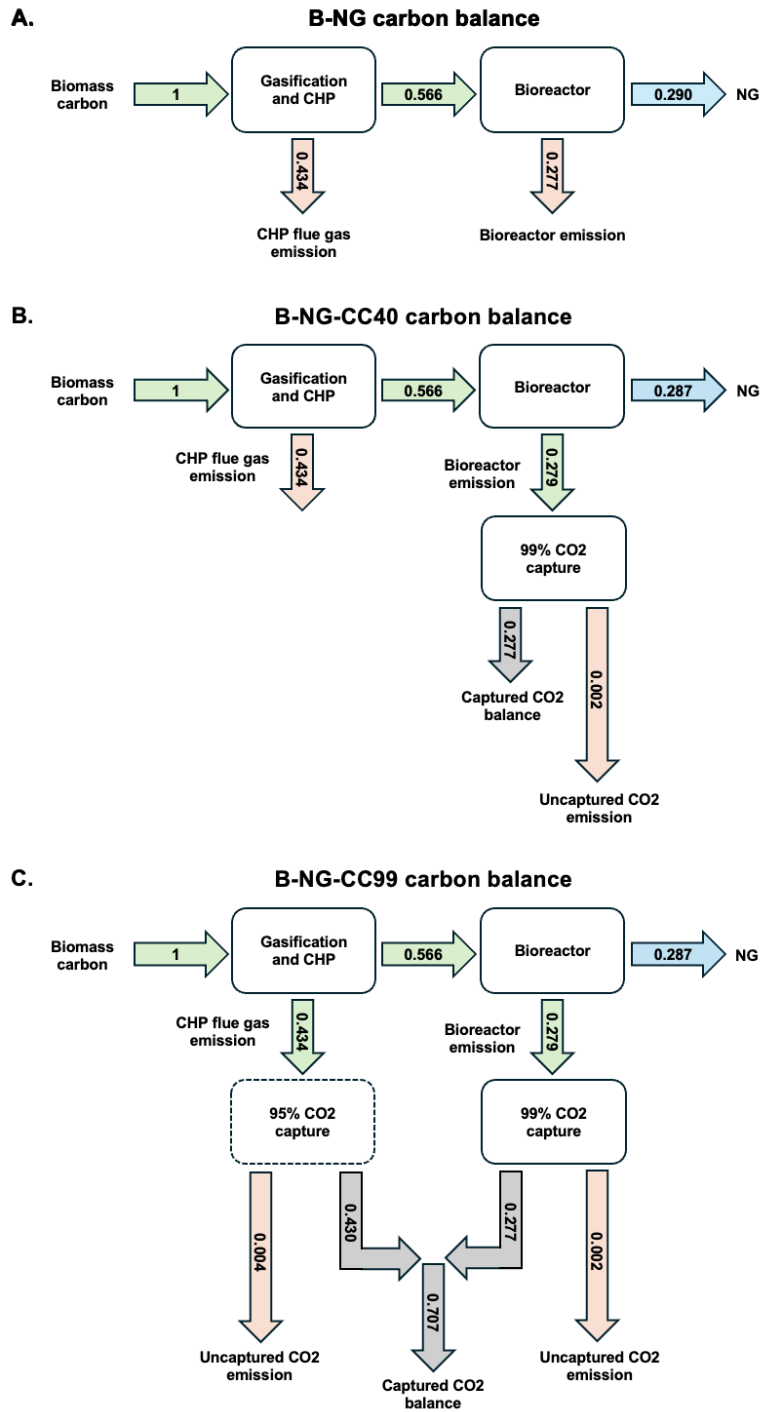 A.
B-NG carbon balance
Biomass
carbon
1
Gasification
and CHP
0.566
Bioreactor
0.290
NG
0.434
0.277
CHP flue gas
emission
Bioreactor emission
B.
B-NG-CC40 carbon balance
Biomass
carbon
1
Gasification
and CHP
0.566
Bioreactor
0.287
NG
CHP flue gas
emission
0.434
Bioreactor
emission
0.279
99% CO2
capture
0.277
0.002
Captured CO2
balance
Uncaptured CO2
emission
C.
B-NG-CC99 carbon balance
Biomass
carbon
1
Gasification
and CHP
0.566
Bioreactor
0.287
NG
CHP flue gas
emission
0.434
Bioreactor
emission
0.279
95% CO2
capture
99% CO2
capture
0.004
0.430
0.277
0.002
0.707
Uncaptured CO2
emission
Captured CO2
balance
Uncaptured CO2
emission